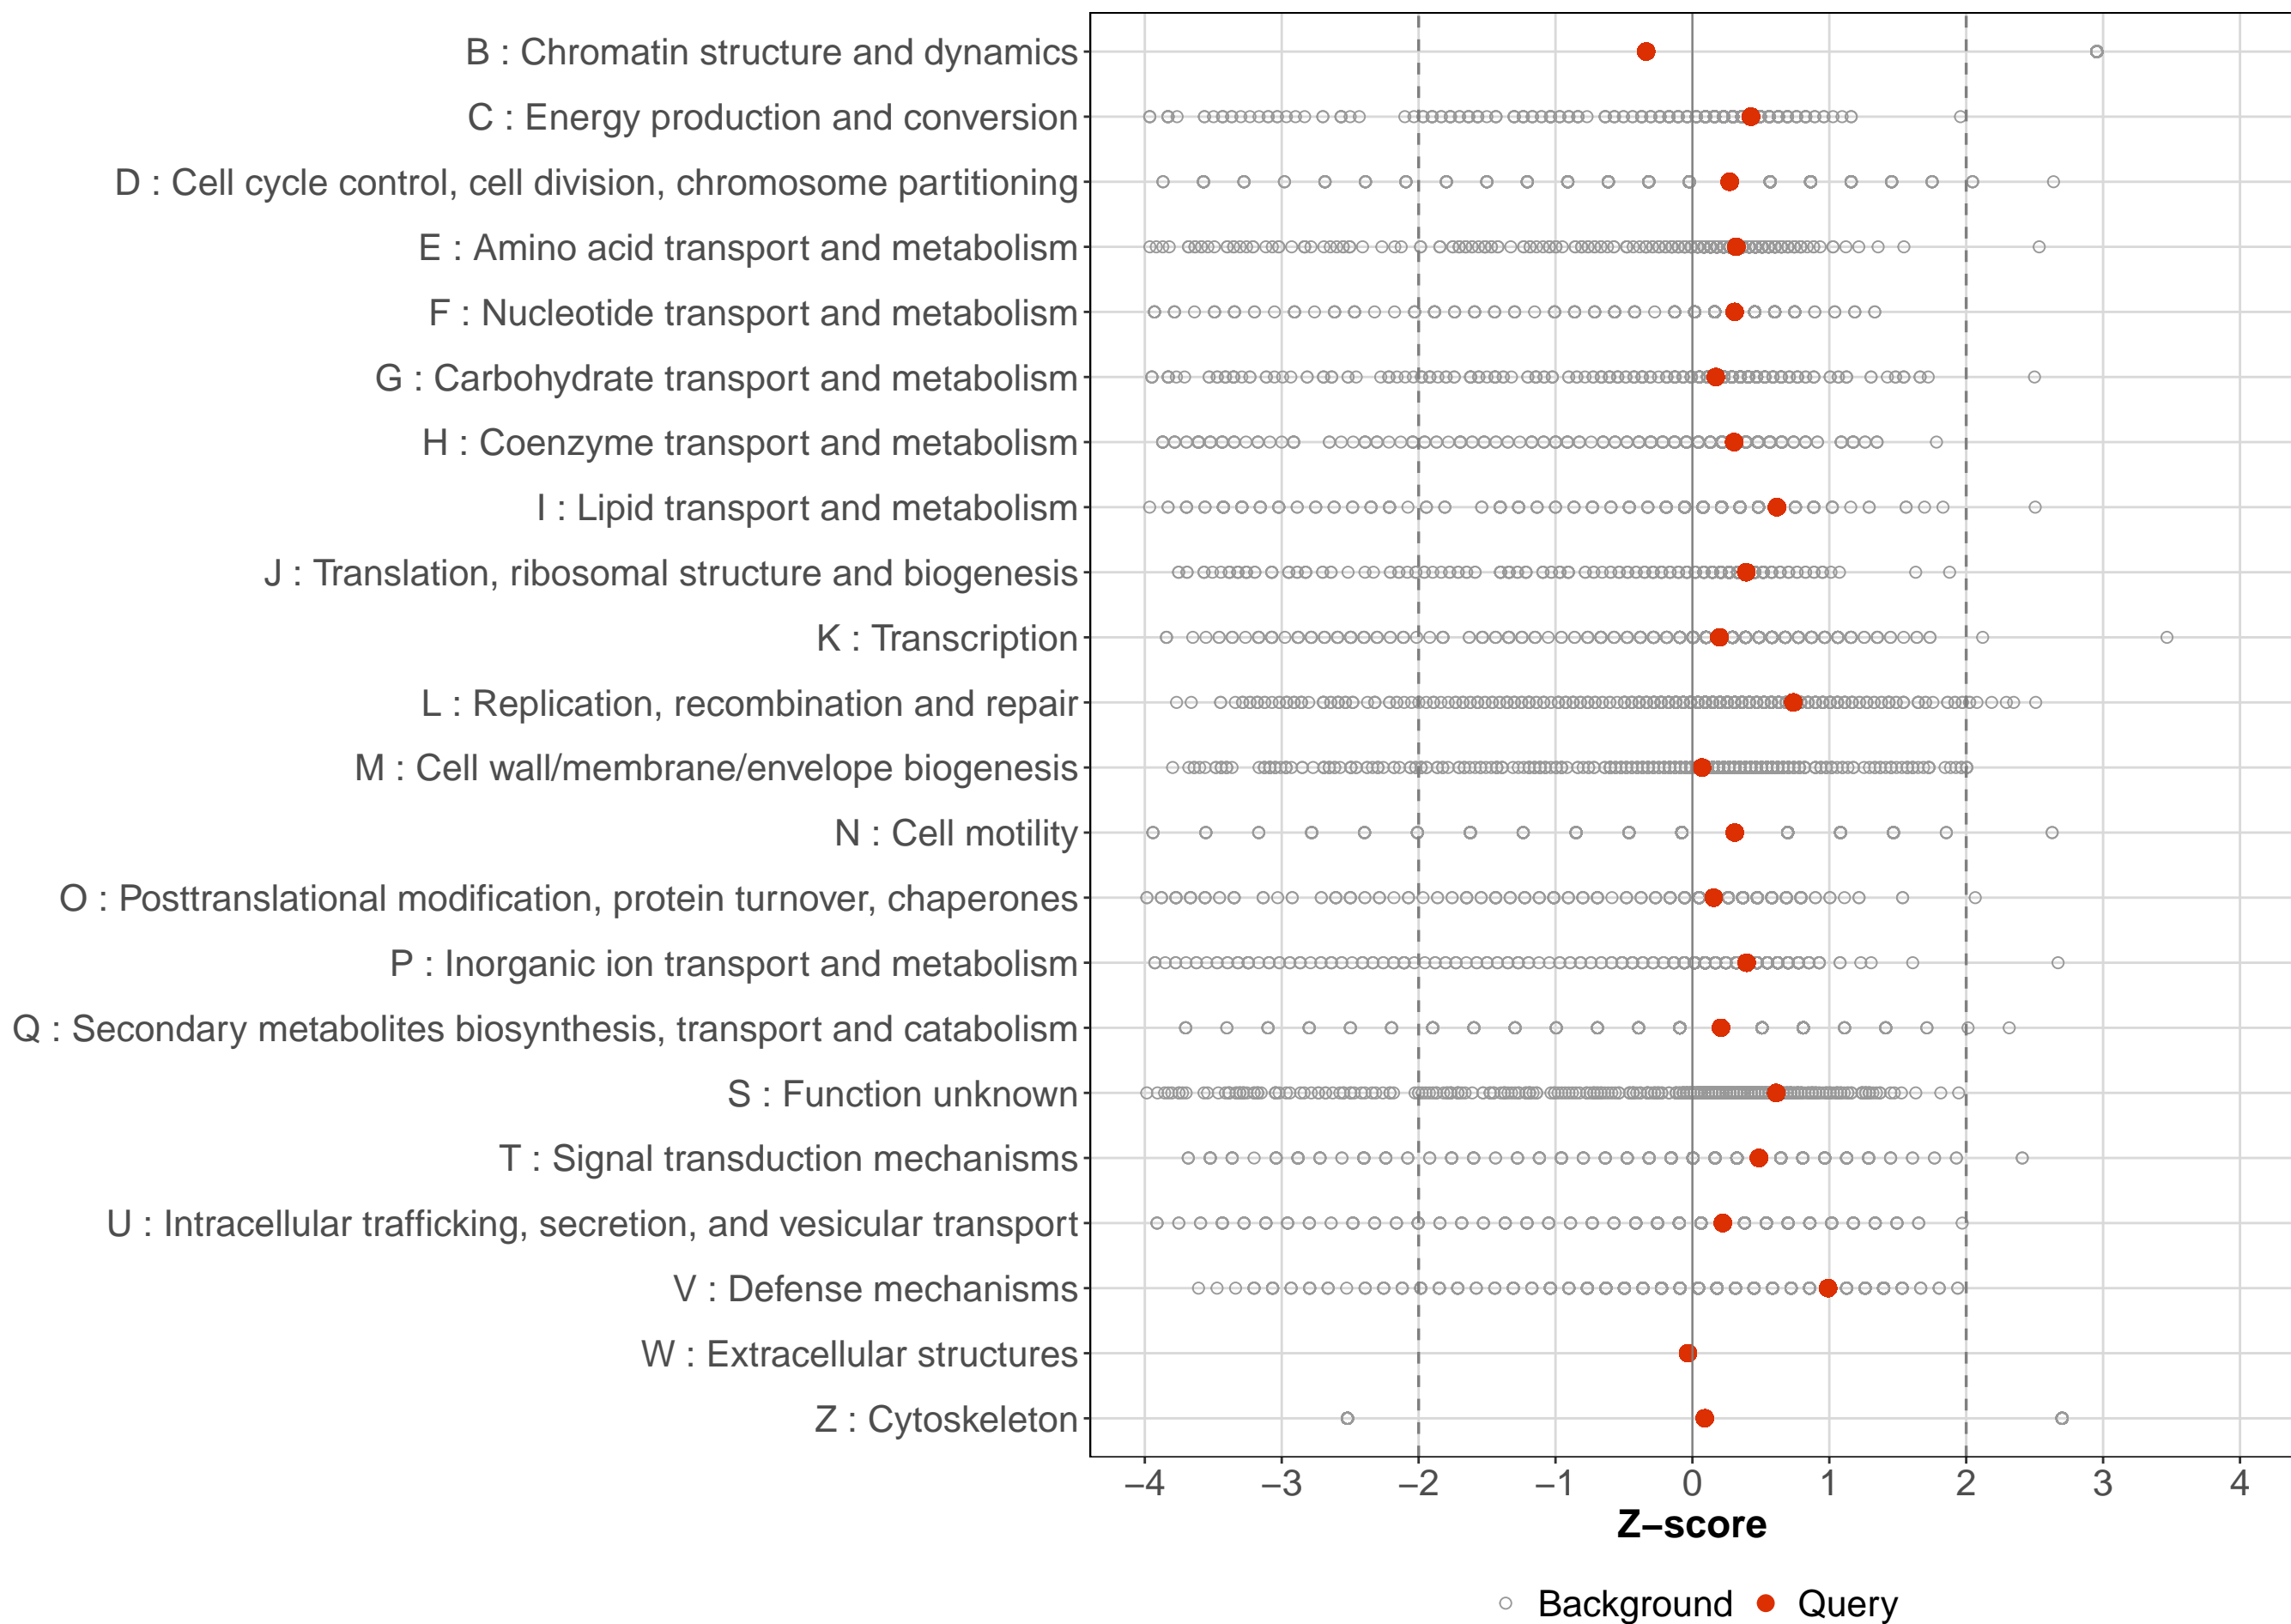 B : Chromatin structure and dynamics
C : Energy production and conversion
D : Cell cycle control, cell division, chromosome partitioning
E : Amino acid transport and metabolism
F : Nucleotide transport and metabolism
G : Carbohydrate transport and metabolism
H : Coenzyme transport and metabolism
I : Lipid transport and metabolism
J : Translation, ribosomal structure and biogenesis
K : Transcription
L : Replication, recombination and repair
M : Cell wall/membrane/envelope biogenesis
N : Cell motility
O : Posttranslational modification, protein turnover, chaperones
P : Inorganic ion transport and metabolism
Q : Secondary metabolites biosynthesis, transport and catabolism
S : Function unknown
T : Signal transduction mechanisms
U : Intracellular trafficking, secretion, and vesicular transport
V : Defense mechanisms
W : Extracellular structures
Z : Cytoskeleton
−4 −3 −2 −1 0 1 2 3 4
Z−score
Background Query